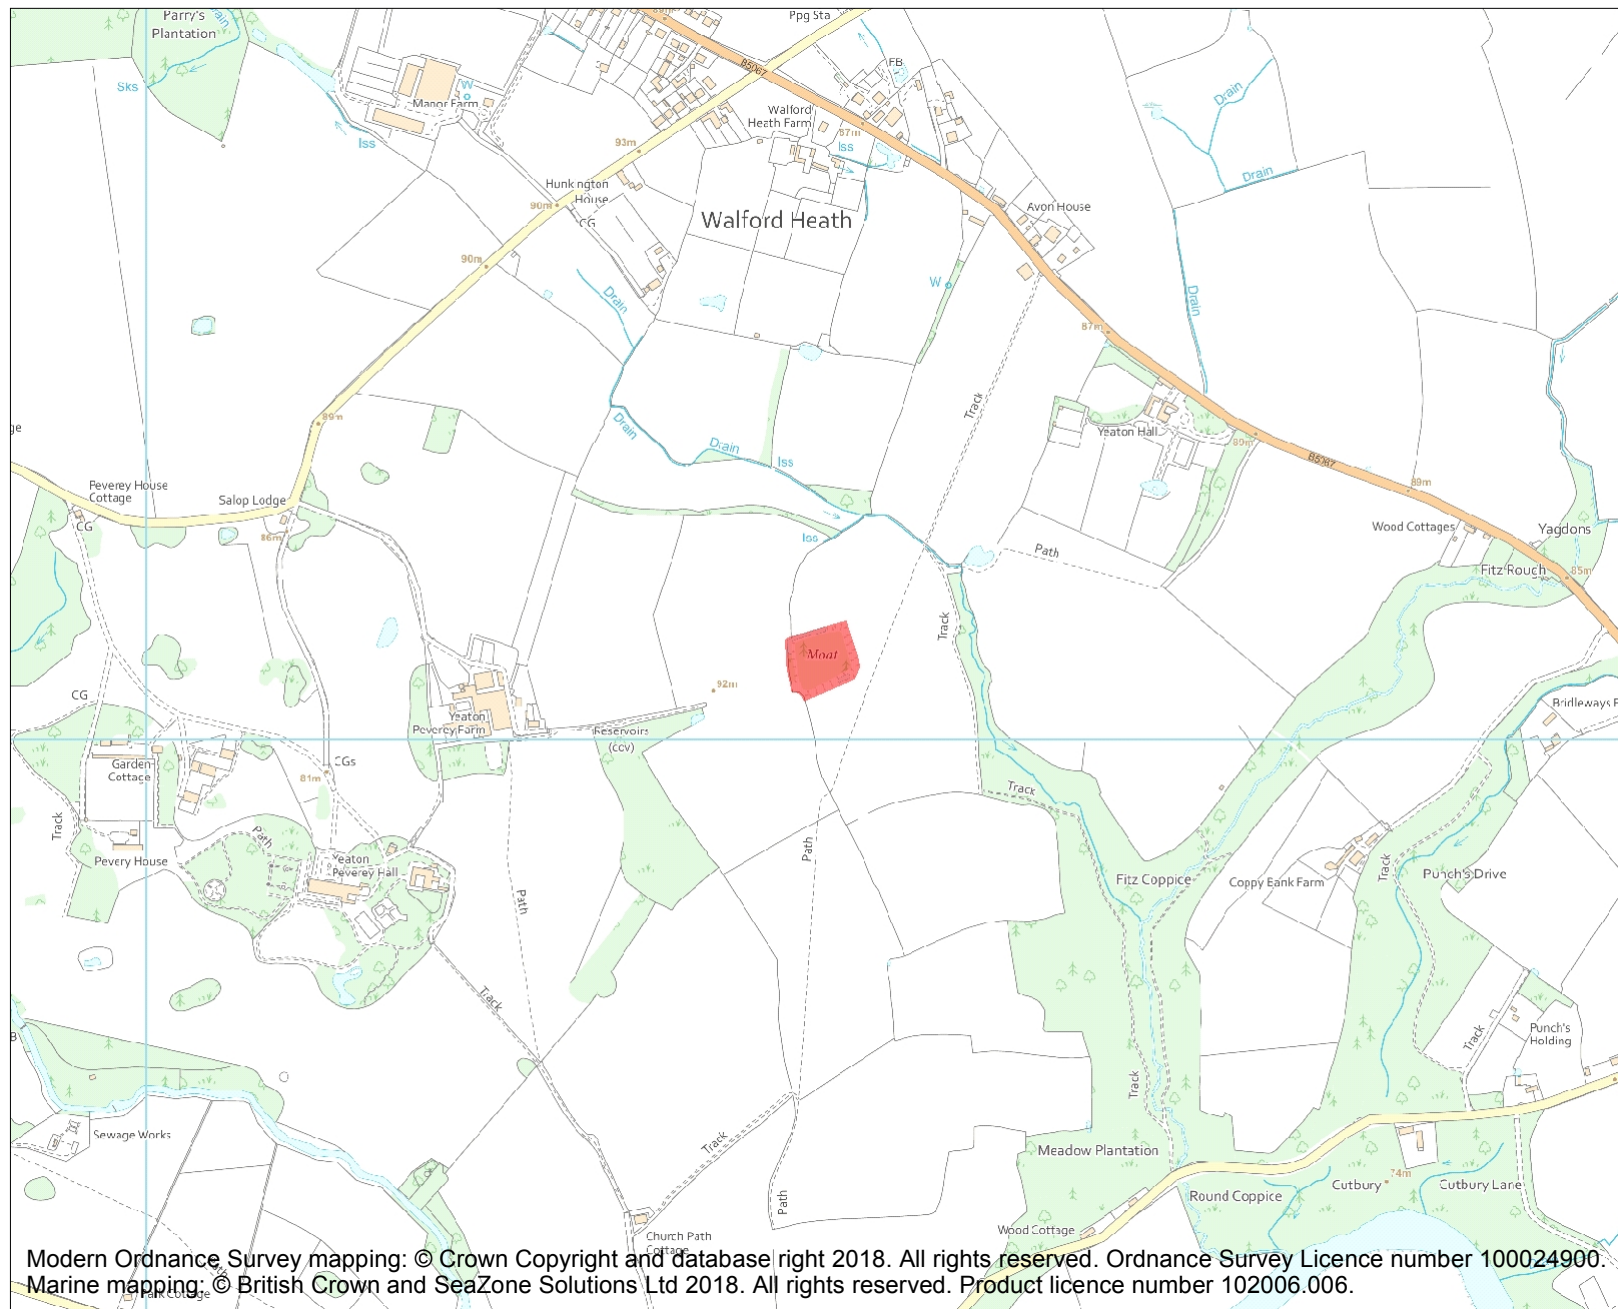 Parry's
Plantation
Drain
Sks
Manor Farm
W
Iss
B5067
Ppg Sta
FB
Walford
Heath Farm
87m
Iss
93m
Hunkington
House
90m
CG
Walford Heath
90m
Avon House
Drain
Drain
Drain
W
Drain
87m
Track
89m
Drain
Drain
Iss
Yeaton Hall
89m
B5067
89m
Peverey House
Cottage
CG
Salop Lodge
86m
Iss
Path
Wood Cottages
Yagdons
Fitz Rough
85m
Track
Moat
92m
CG
Yeaton
Peverey Farm
Reservoirs
(cov)
Bridleways
Garden
Cottage
CGs
81m
Track
Path
Pevery House
Yeaton
Peverey Hall
Path
Path
Track
Fitz Coppice
Coppy Bank Farm
Track
Punch's Drive
Track
Track
Track
Punch's
Holding
Sewage Works
Track
Meadow Plantation
Path
Round Coppice
Cutbury
74m
Cutbury Lane
Wood Cottage
Church Path
Cottage
Path
Park Cottage
Modern Ordnance Survey mapping: © Crown Copyright and database right 2018. All rights reserved. Ordnance Survey Licence number 100024900.
Marine mapping: © British Crown and SeaZone Solutions Ltd 2018. All rights reserved. Product licence number 102006.006.